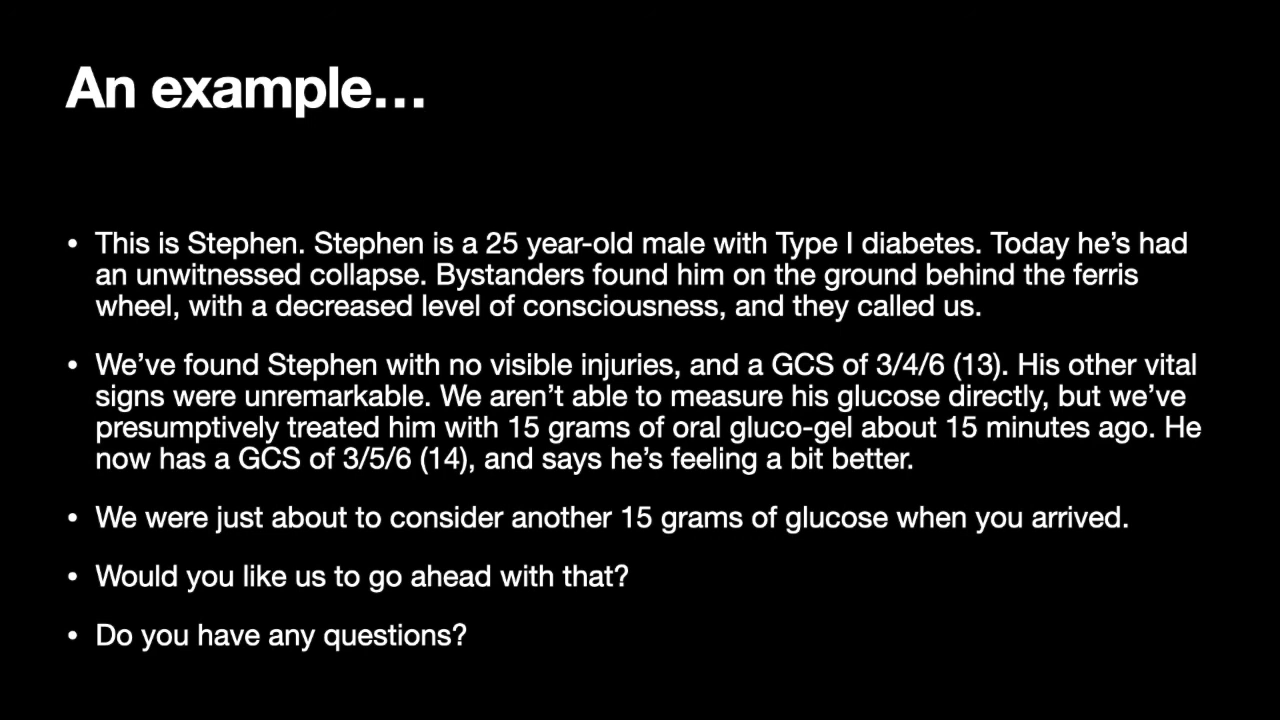 An example…
• This is Stephen. Stephen is a 25 year-old male with Type I diabetes. Today he’s had
an unwitnessed collapse. Bystanders found him on the ground behind the ferris
wheel, with a decreased level of consciousness, and they called us.
• We’ve found Stephen with no visible injuries, and a GCS of 3/4/6 (13). His other vital
signs were unremarkable. We aren’t able to measure his glucose directly, but we’ve
presumptively treated him with 15 grams of oral gluco-gel about 15 minutes ago. He
now has a GCS of 3/5/6 (14), and says he’s feeling a bit better.
• We were just about to consider another 15 grams of glucose when you arrived.
• Would you like us to go ahead with that?
• Do you have any questions?